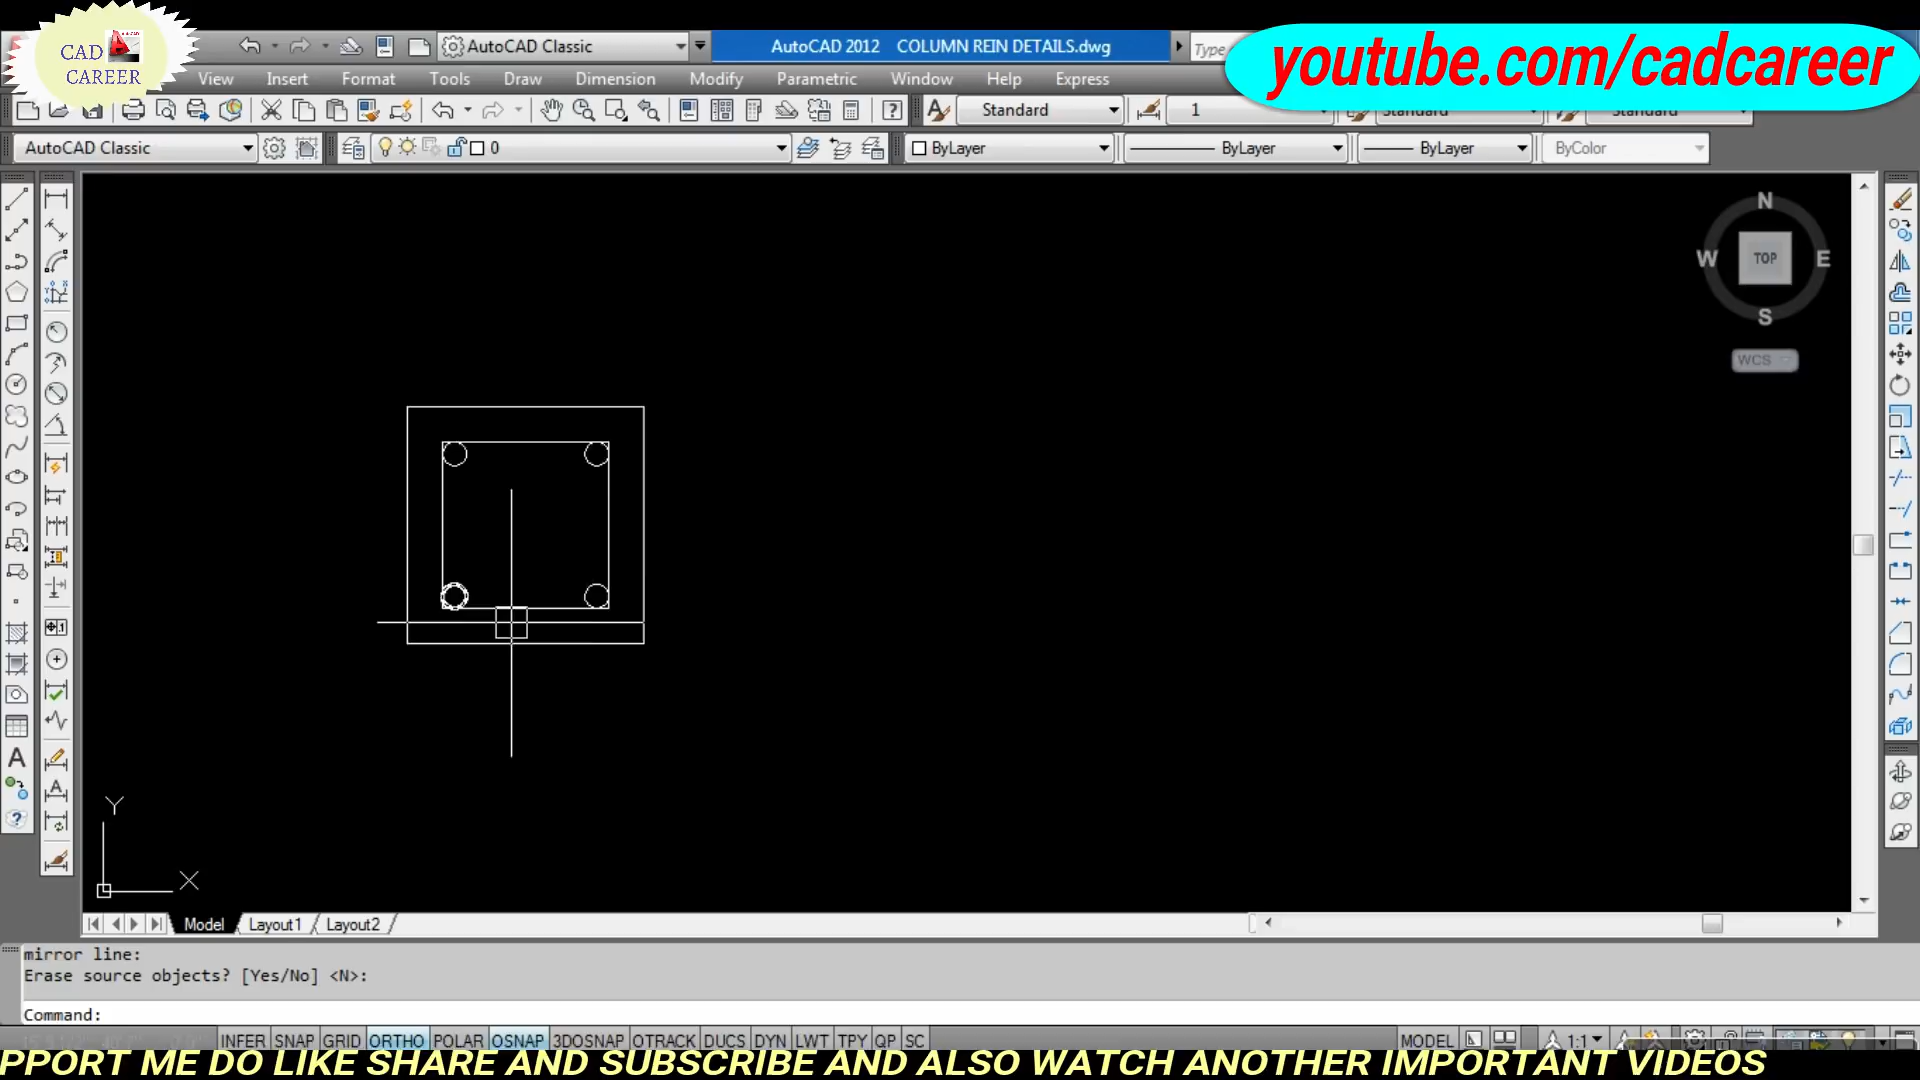 CAD
CAREER
AutoCAD Classic
AutoCAD 2012 COLUMN REIN DETAILS.dwg
Type
youtube.com/cadcareer
View Insert Format Tools Draw Dimension Modify Parametric Window Help Express
Standard 1 Standard Standard
AutoCAD Classic 0 ByLayer ByLayer ByLayer ByColor
N
W TOP E
S
WCS
Y
X
Model Layout1 Layout2
mirror line:
Erase source objects? [Yes/No] <N>:
Command:
INFER SNAP GRID ORTHO POLAR OSNAP 3DOSNAP OTRACK DUCS DYN LWT TPY QP SC MODEL 1:1
PPORT ME DO LIKE SHARE AND SUBSCRIBE AND ALSO WATCH ANOTHER IMPORTANT VIDEOS